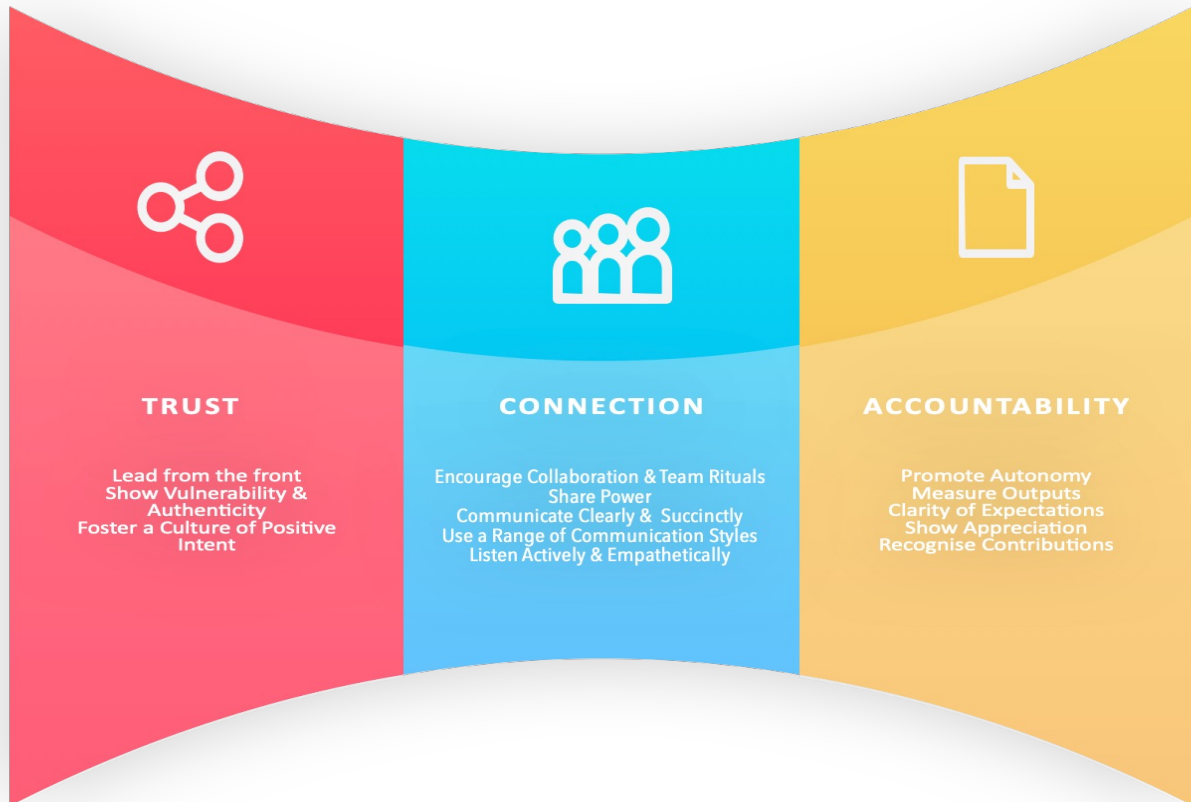 TRUST
Lead from the front
Show Vulnerability &
Authenticity
Foster a Culture of Positive
Intent
CONNECTION
Encourage Collaboration & Team Rituals
Share Power
Communicate Clearly & Succinctly
Use a Range of Communication Styles
Listen Actively & Empathetically
ACCOUNTABILITY
Promote Autonomy
Measure Outputs
Clarity of Expectations
Show Appreciation
Recognise Contributions